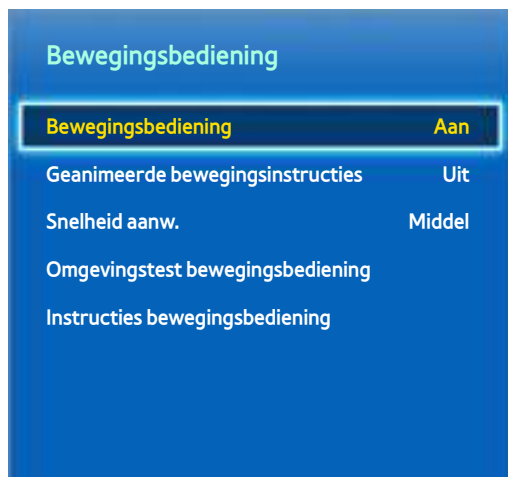 Bewegingsbediening
Bewegingsbediening Aan
Geanimeerde bewegingsinstructies Uit
Snelheid aanw. Middel
Omgevingstest bewegingsbediening
Instructies bewegingsbediening